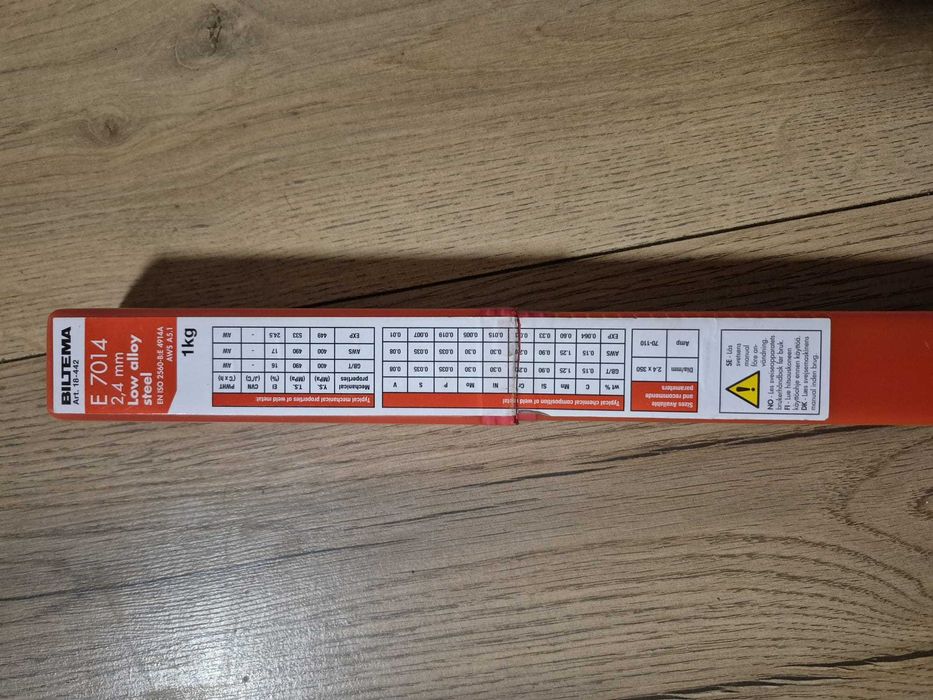 BILTEMA
Art.18-442
E 7014
2,4 mm
Low alloy
steel
EN ISO 2560-B:E 4914A
AWS A5.1
1kg
Typical mechanical properties of weld metal
Mechanical properties Y.S. (MPa) T.S. (MPa) El (%) CVN (J/°C) PWHT (°C x h)
GB/T 400 490 16 - AW
AWS 400 490 17 - AW
EXP 449 533 24.5 - AW
Typical chemical composition of weld metal
wt % C Mn Si Cr Ni Mo P S V
GB/T 0.15 1.25 0.90 0.30 0.30 0.035 0.035 0.08
AWS 0.15 1.25 0.90 0.30 0.30 0.035 0.035 0.08
EXP 0.064 0.60 0.33 0.015 0.005 0.019 0.007 0.01
Sizes Available
and recommende
parameters
Dia/mm 2.4 x 350
Amp 70-110
SE - Läs
svetsens
manual
före an-
vändning.
NO - Les sveiseapparatens
brukerhåndbok før bruk.
FI - Lue hitsauskoneen
käyttöohje ennen käyttöä.
DK - Læs svejsemaskinens
manual inden brug.